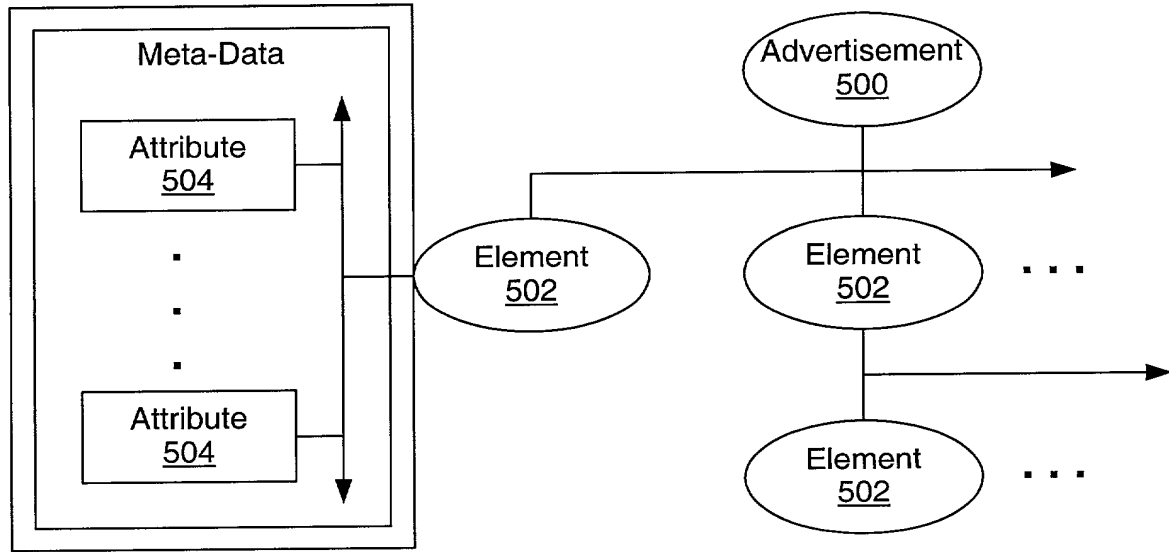 Meta-Data
Attribute
504
Attribute
504
Advertisement
500
Element
502
Element
502
Element
502